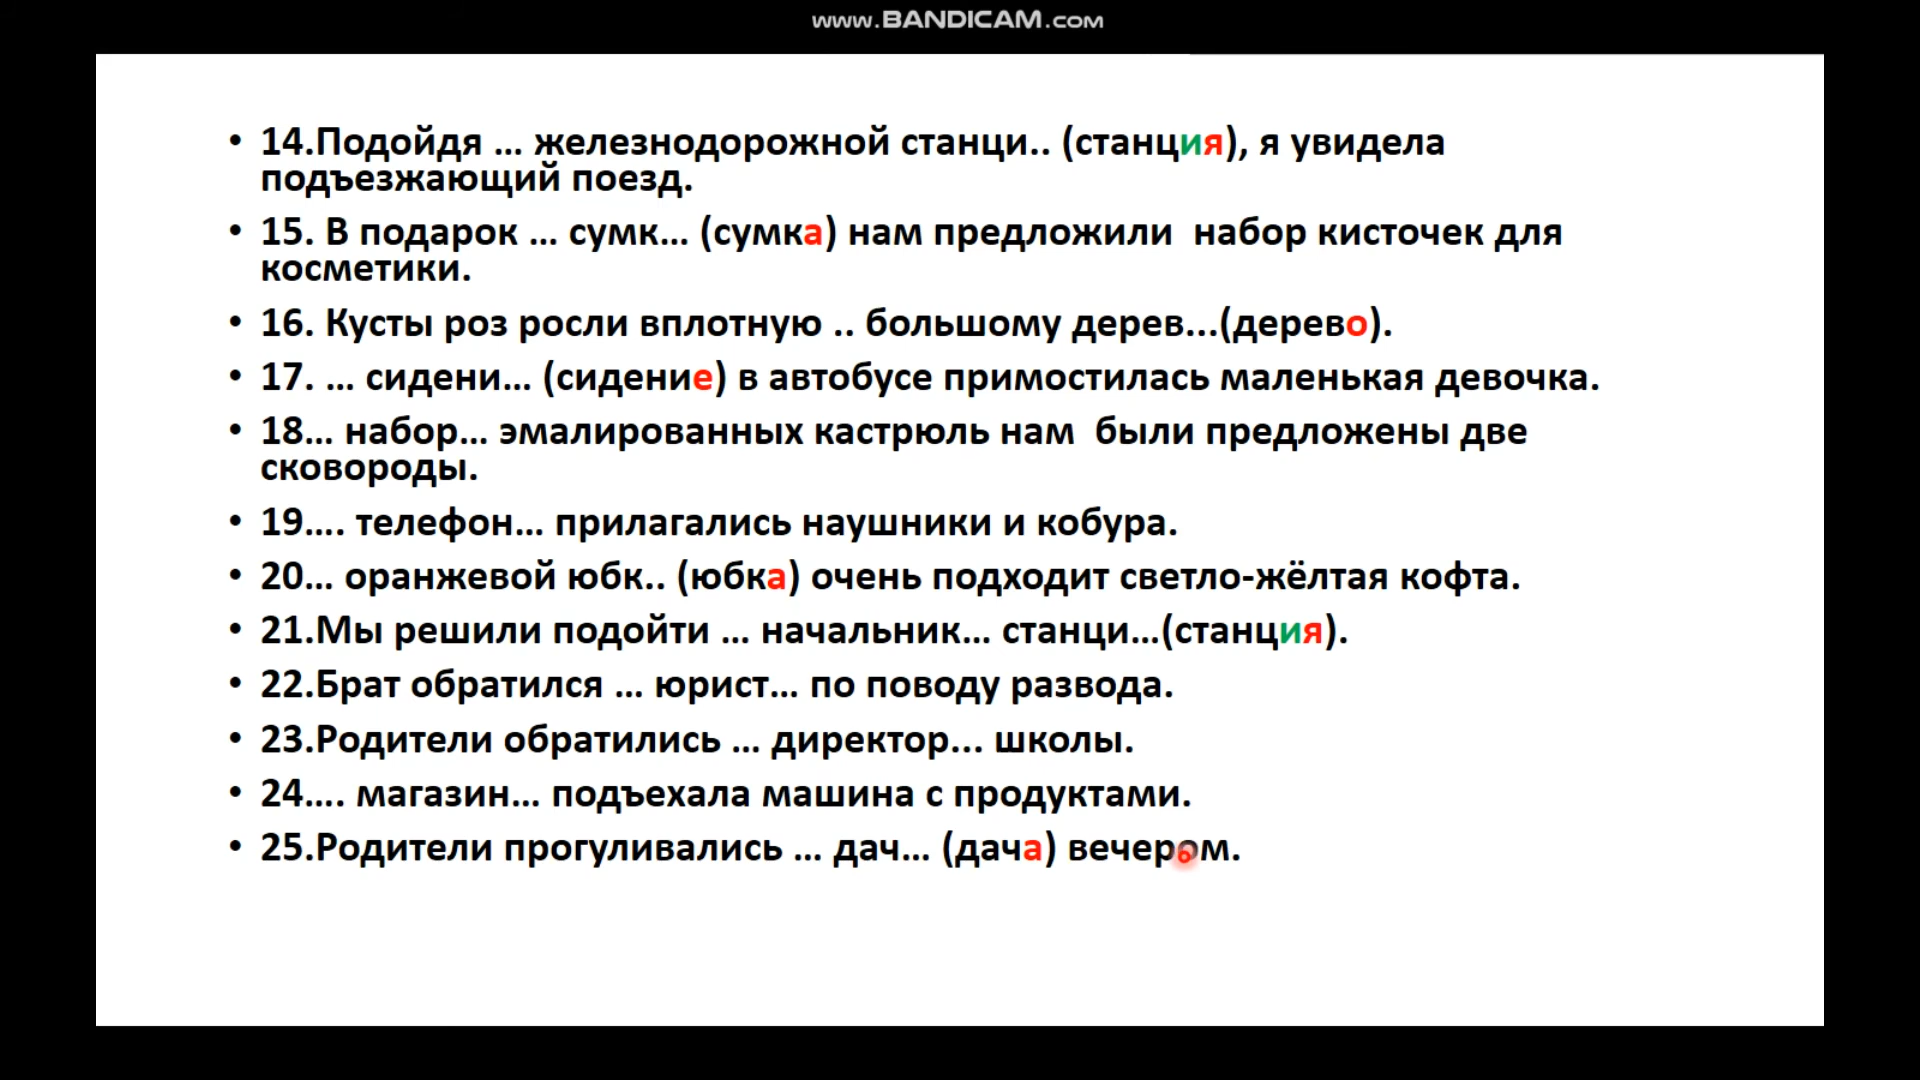 www.BANDICAM.com
• 14.Подойдя ... железнодорожной станци.. (станция), я увидела
подъезжающий поезд.
• 15. В подарок ... сумк... (сумка) нам предложили  набор кисточек для
косметики.
• 16. Кусты роз росли вплотную .. большому дерев...(дерево).
• 17. ... сидени... (сидение) в автобусе примостилась маленькая девочка.
• 18... набор... эмалированных кастрюль нам  были предложены две
сковороды.
• 19.... телефон... прилагались наушники и кобура.
• 20... оранжевой юбк.. (юбка) очень подходит светло-жёлтая кофта.
• 21.Мы решили подойти ... начальник... станци...(станция).
• 22.Брат обратился ... юрист... по поводу развода.
• 23.Родители обратились ... директор... школы.
• 24.... магазин... подъехала машина с продуктами.
• 25.Родители прогуливались ... дач... (дача) вечером.